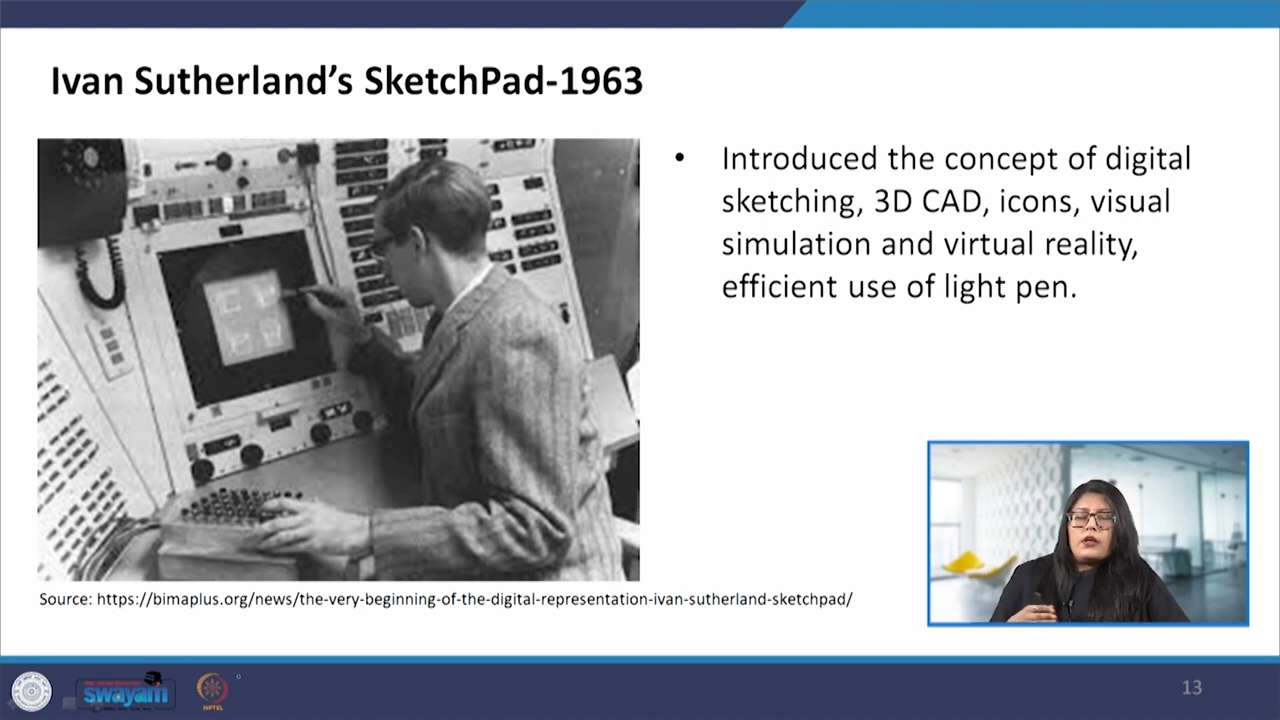 Ivan Sutherland’s SketchPad-1963
• Introduced the concept of digital
sketching, 3D CAD, icons, visual
simulation and virtual reality,
efficient use of light pen.
Source: https://bimaplus.org/news/the-very-beginning-of-the-digital-representation-ivan-sutherland-sketchpad/
swayam
NPTEL
13